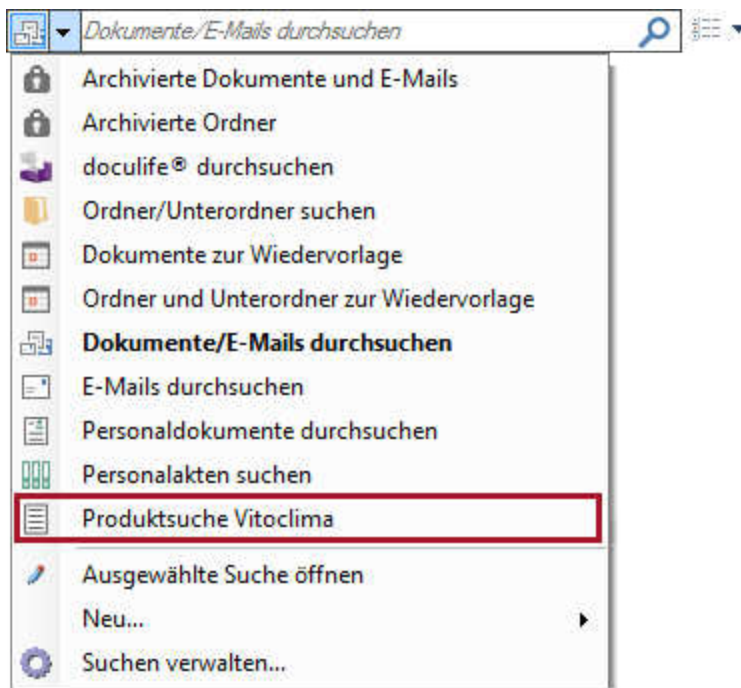 Dokumente/E-Mails durchsuchen
Archivierte Dokumente und E-Mails
Archivierte Ordner
doculife® durchsuchen
Ordner/Unterordner suchen
Dokumente zur Wiedervorlage
Ordner und Unterordner zur Wiedervorlage
Dokumente/E-Mails durchsuchen
E-Mails durchsuchen
Personaldokumente durchsuchen
Personalakten suchen
Produktsuche Vitoclima
Ausgewählte Suche öffnen
Neu...
Suchen verwalten...